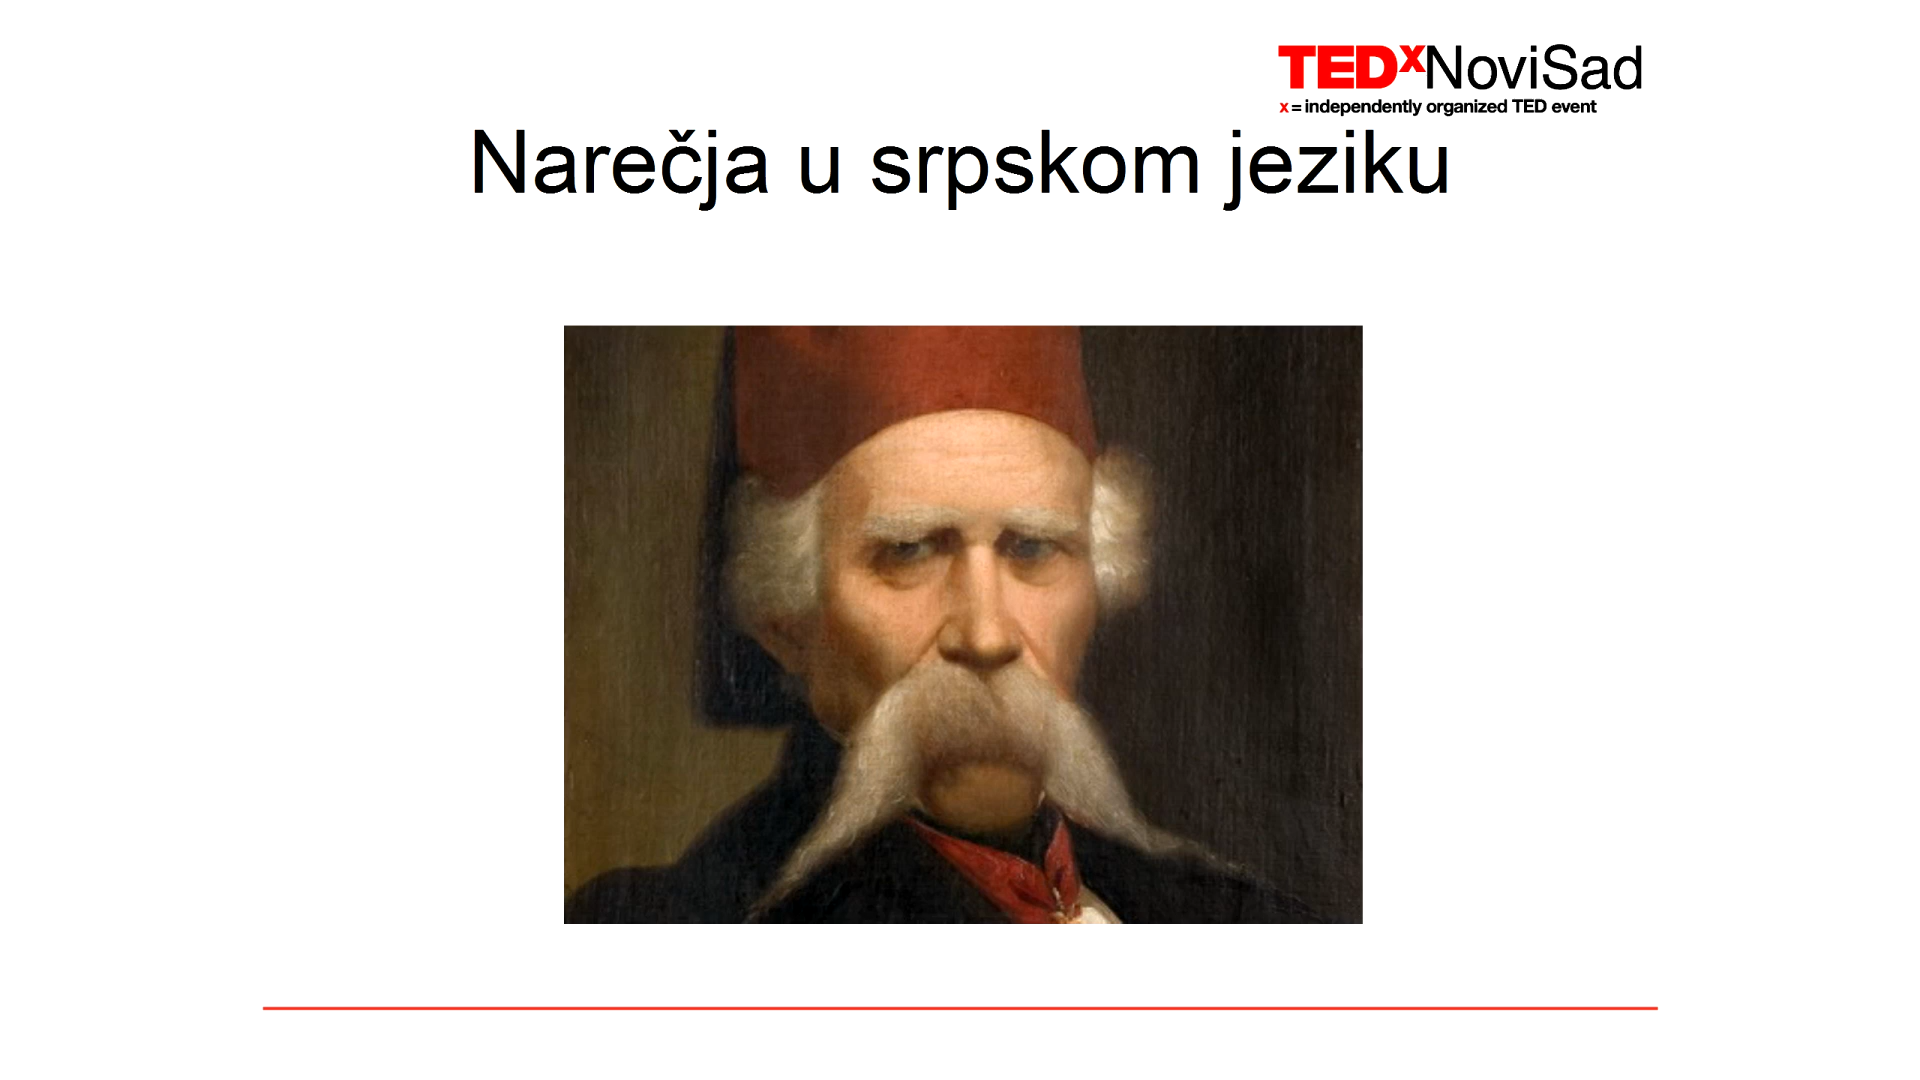 TEDxNoviSad
x = independently organized TED event
Narečja u srpskom jeziku